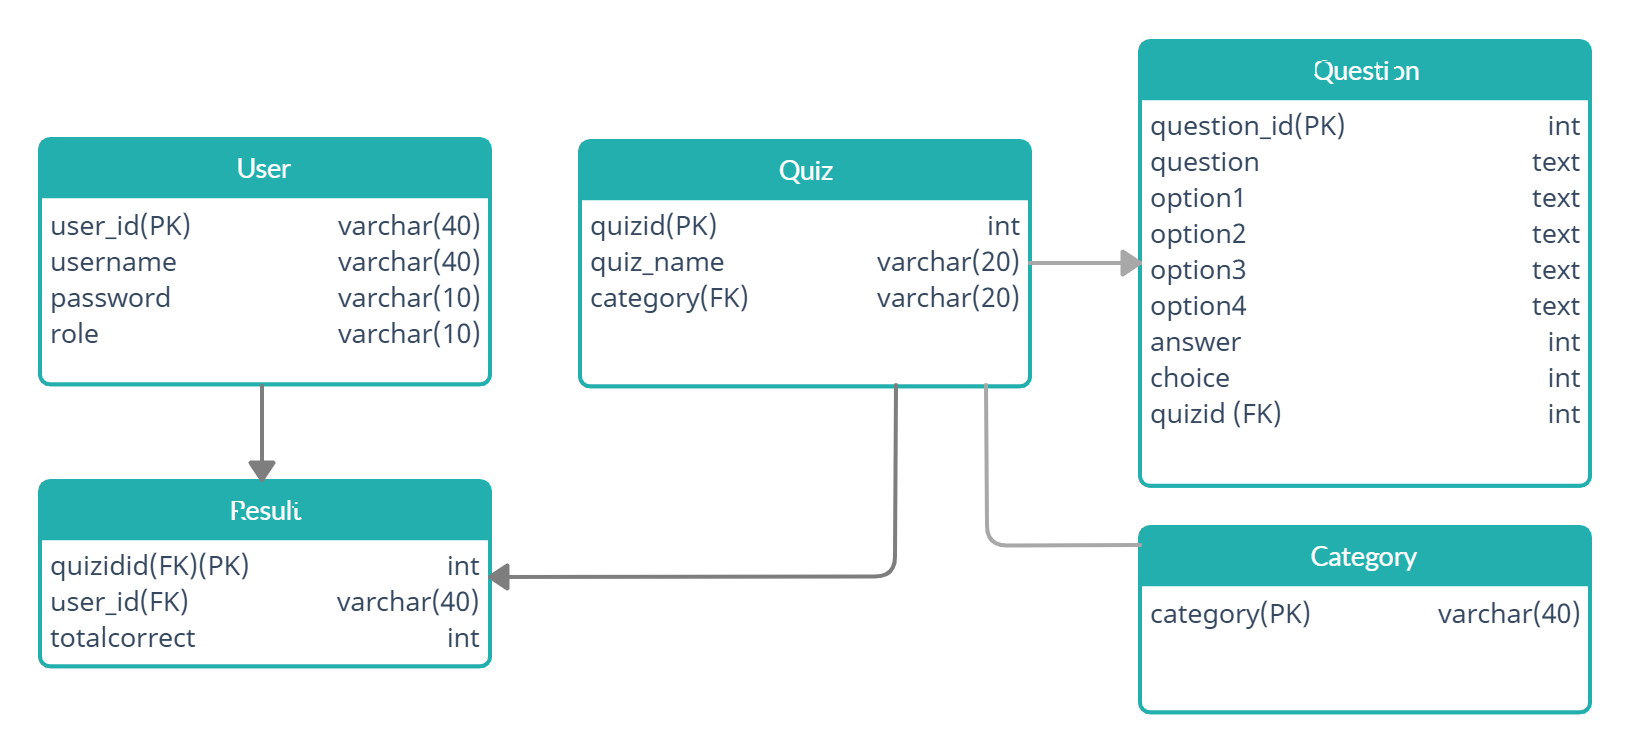 User
user_id(PK) varchar(40)
username varchar(40)
password varchar(10)
role varchar(10)
Quiz
quizid(PK) int
quiz_name varchar(20)
category(FK) varchar(20)
Question
question_id(PK) int
question text
option1 text
option2 text
option3 text
option4 text
answer int
choice int
quizid (FK) int
Result
quizidid(FK)(PK) int
user_id(FK) varchar(40)
totalcorrect int
Category
category(PK) varchar(40)